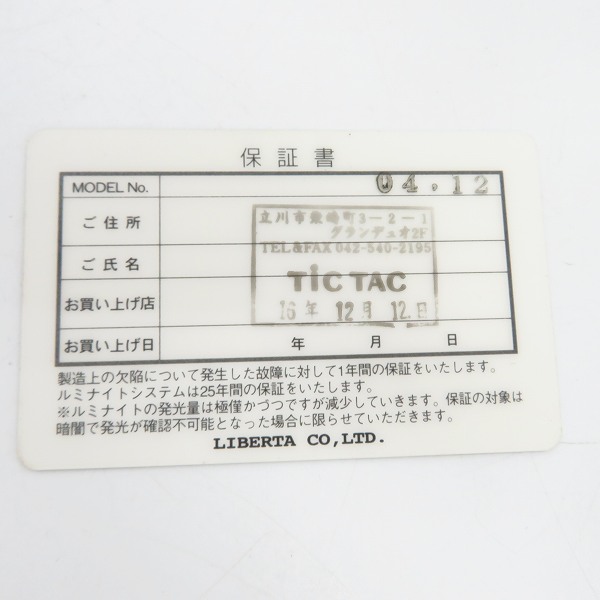 保証書
MODEL No. 04.12
ご住所
立川市柴崎町3-2-1
グランデュオ2F
TEL&FAX 042-540-2195
ご氏名
TiC TAC
お買い上げ店
16年 12月 12.日
お買い上げ日 年 月 日
製造上の欠陥について発生した故障に対して1年間の保証をいたします。
ルミナイトシステムは25年間の保証をいたします。
※ルミナイトの発光量は極僅かづつですが減少していきます。保証の対象は
暗闇で発光が確認不可能となった場合に限らせていただきます。
LIBERTA CO,LTD.